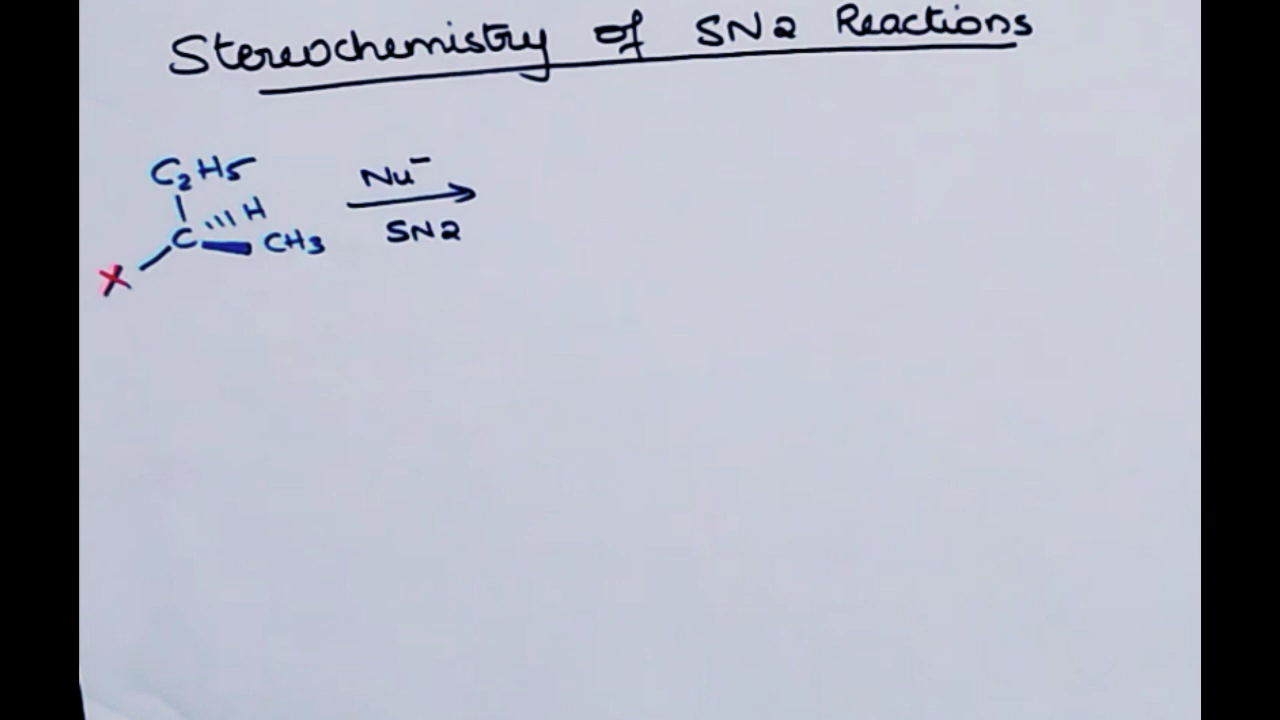 Stereochemistry of SN2 Reactions
C2H5
Nu−
H
C
CH3
SN2
X